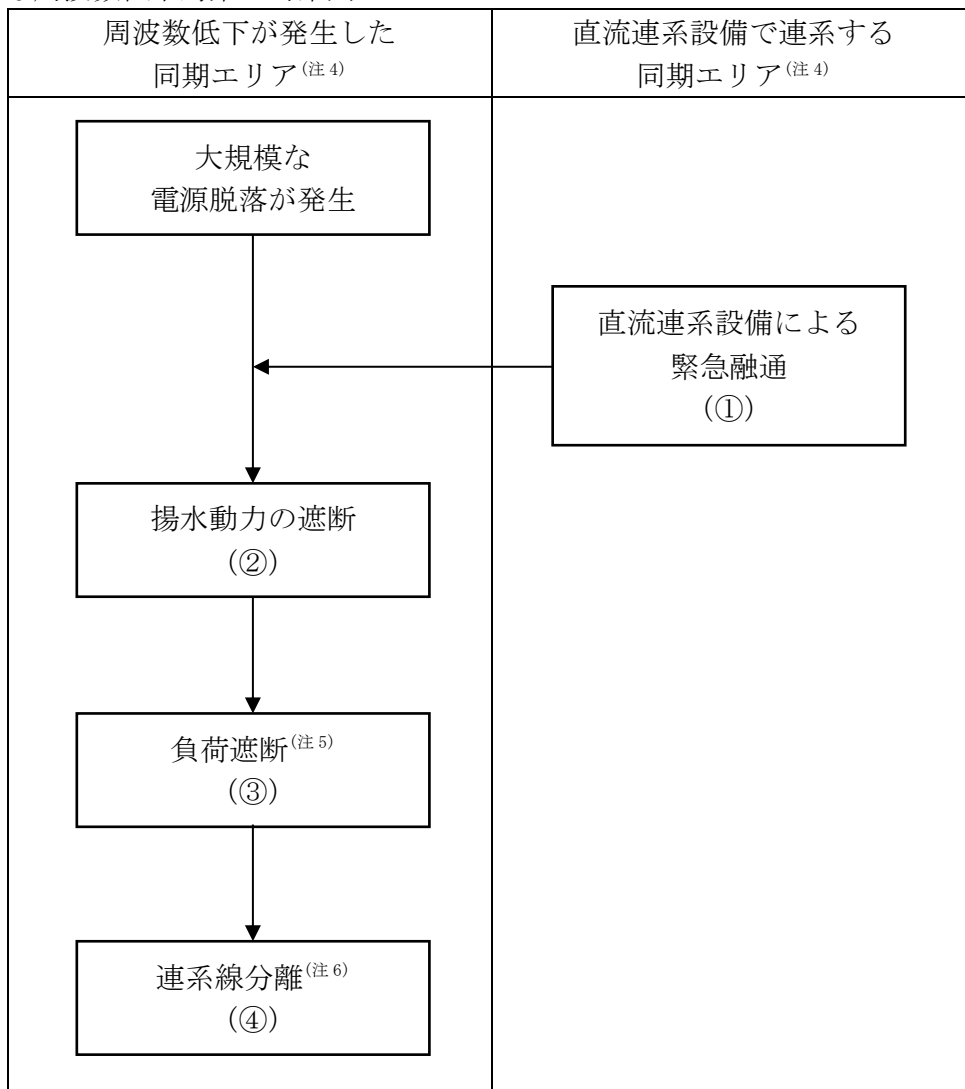 周波数低下が発生した
同期エリア(注4)
直流連系設備で連系する
同期エリア(注4)
大規模な
電源脱落が発生
直流連系設備による
緊急融通
(①)
揚水動力の遮断
(②)
負荷遮断(注5)
(③)
連系線分離(注6)
(④)